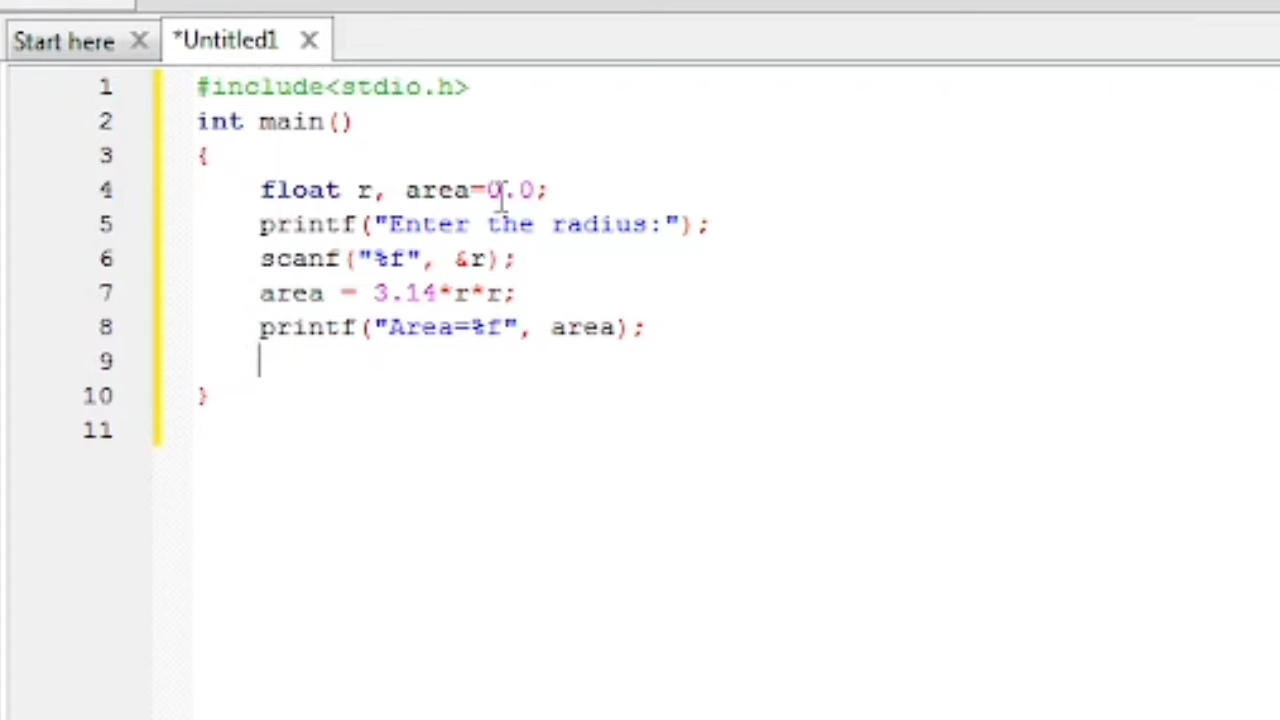 Start here
*Untitled1
1 #include<stdio.h>
2 int main()
3 {
4 float r, area=0.0;
5 printf("Enter the radius:");
6 scanf("%f", &r);
7 area = 3.14*r*r;
8 printf("Area=%f", area);
9
10 }
11